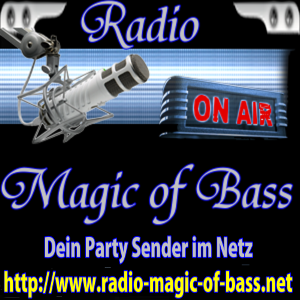 Radio
ON AIR
Magic of Bass
Dein Party Sender im Netz
http://www.radio-magic-of-bass.net